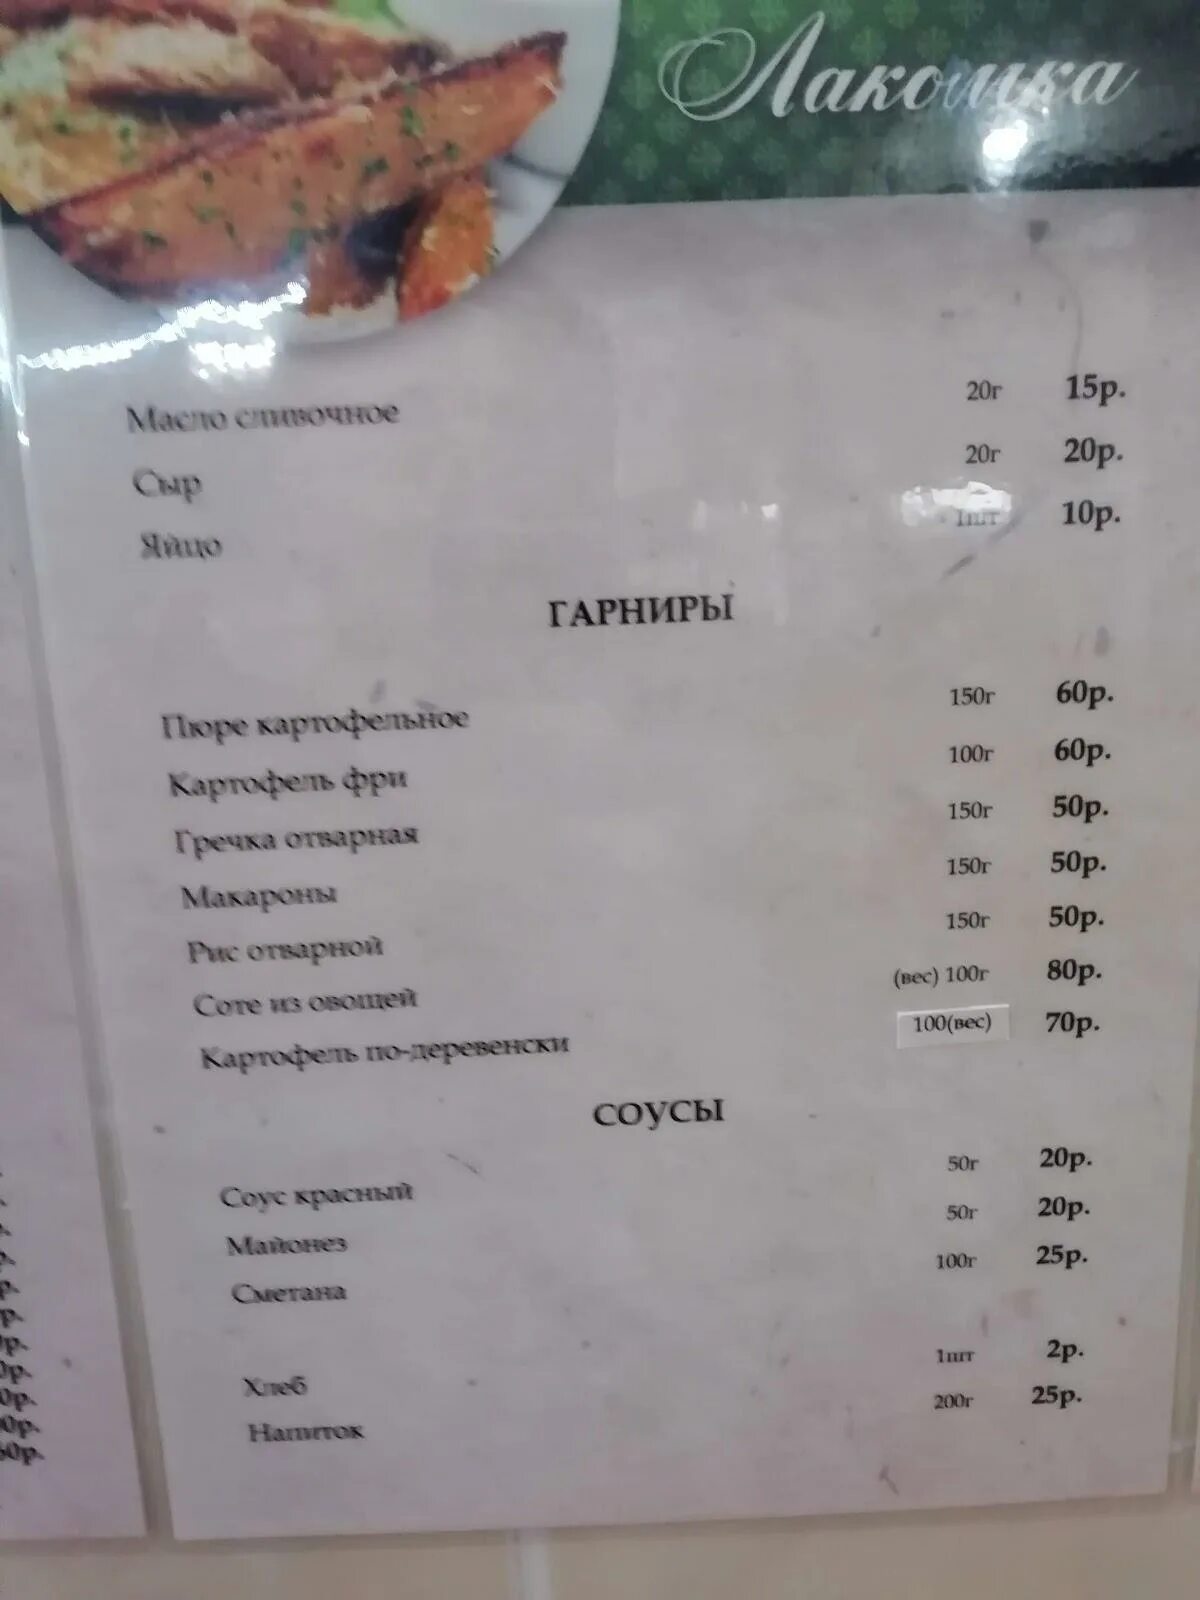 Лакомка
Масло сливочное 20г 15р.
Сыр 20г 20р.
Яйцо 1шт 10р.
ГАРНИРЫ
Пюре картофельное 150г 60р.
Картофель фри 100г 60р.
Гречка отварная 150г 50р.
Макароны 150г 50р.
Рис отварной 150г 50р.
Соте из овощей (вес) 100г 80р.
Картофель по-деревенски 100(вес) 70р.
СОУСЫ
Соус красный 50г 20р.
Майонез 50г 20р.
Сметана 100г 25р.
Хлеб 1шт 2р.
Напиток 200г 25р.